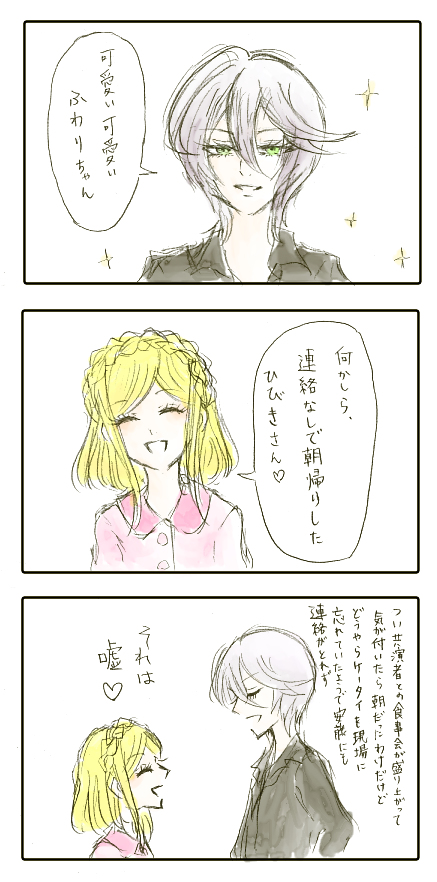 可愛い可愛い
ふわりちゃん
何かしら、
連絡なしで朝帰りした
ひびきさん♡
つい共演者との食事会が盛り上がって
気が付いたら朝だったわけだけど
どうやらケータイを現場に
忘れていたようで安藤にも
連絡がとれず
それは
嘘♡